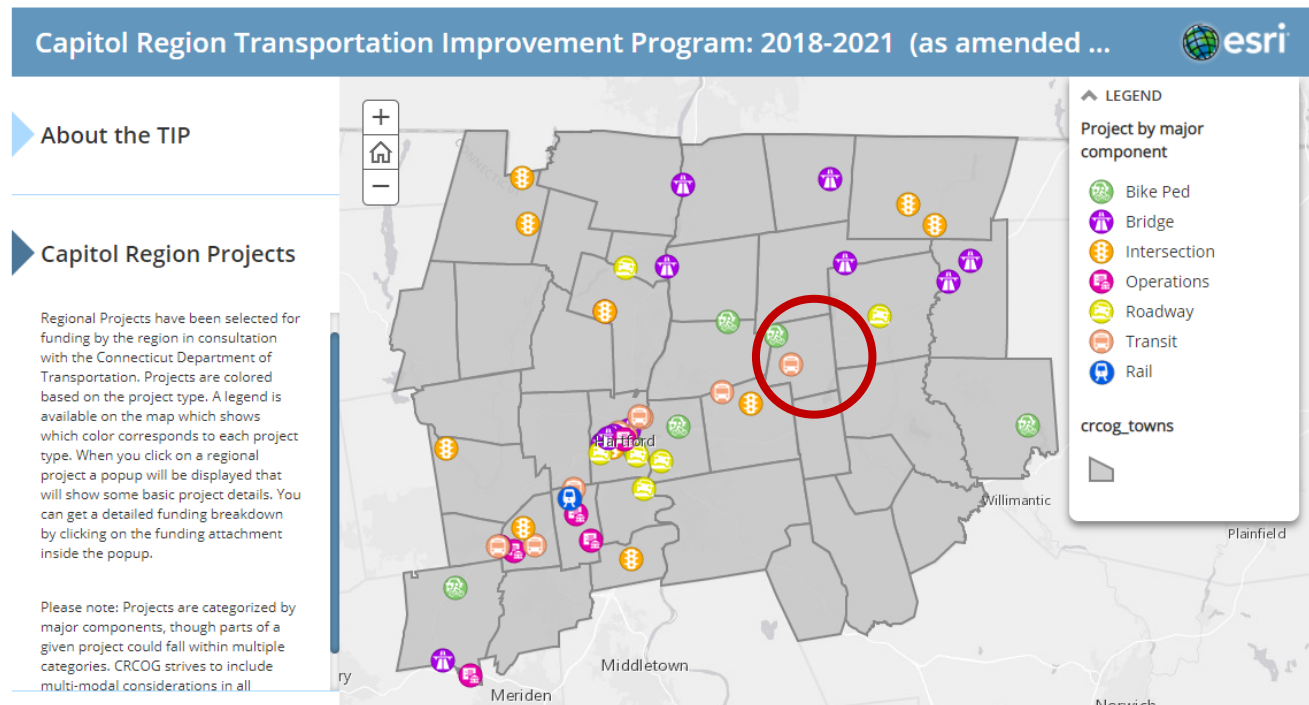 Capitol Region Transportation Improvement Program: 2018-2021 (as amended ...
esri
About the TIP
Capitol Region Projects
Regional Projects have been selected for
funding by the region in consultation
with the Connecticut Department of
Transportation. Projects are colored
based on the project type. A legend is
available on the map which shows
which color corresponds to each project
type. When you click on a regional
project a popup will be displayed that
will show some basic project details. You
can get a detailed funding breakdown
by clicking on the funding attachment
inside the popup.
Please note: Projects are categorized by
major components, though parts of a
given project could fall within multiple
categories. CRCOG strives to include
multi-modal considerations in all
+
−
CONNECTICUT
Hartford
Willimantic
Plainfield
Middletown
ry
Meriden
Norwich
LEGEND
Project by major
component
Bike Ped
Bridge
Intersection
Operations
Roadway
Transit
Rail
crcog_towns